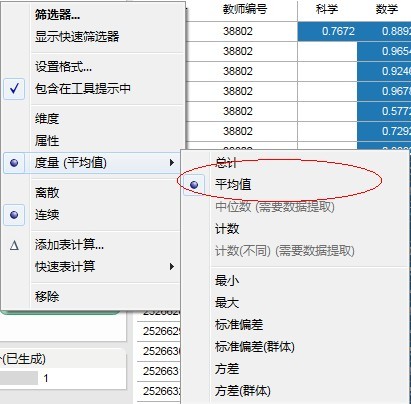 教师编号 科学 数学
筛选器...
显示快速筛选器
38802 0.7672 0.889
38802 0.965
设置格式...
38802 0.924
包含在工具提示中
38802 0.967
维度
38802 0.577
属性
38802 0.729
度量 (平均值)
总计
平均值
离散
中位数 (需要数据提取)
连续
计数
添加表计算...
计数(不同) (需要数据提取)
快速表计算
最小
移除
最大
252662
标准偏差
2526629
标准偏差(群体)
2526630
(已生成)
方差
252663
1
方差(群体)
2526632